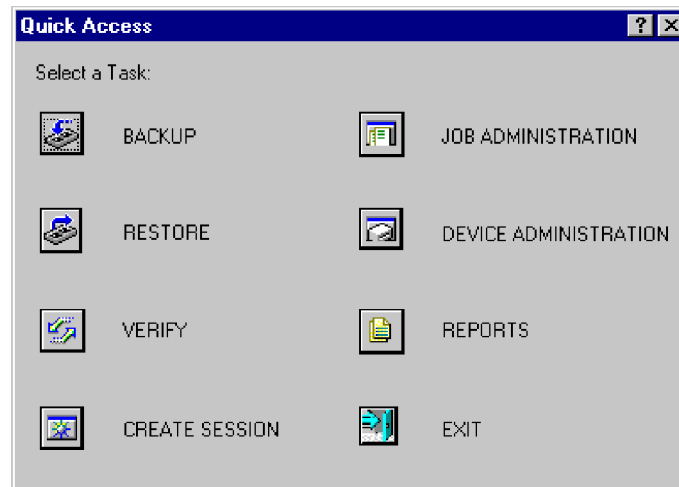 Quick Access
Select a Task:
BACKUP
JOB ADMINISTRATION
RESTORE
DEVICE ADMINISTRATION
VERIFY
REPORTS
CREATE SESSION
EXIT